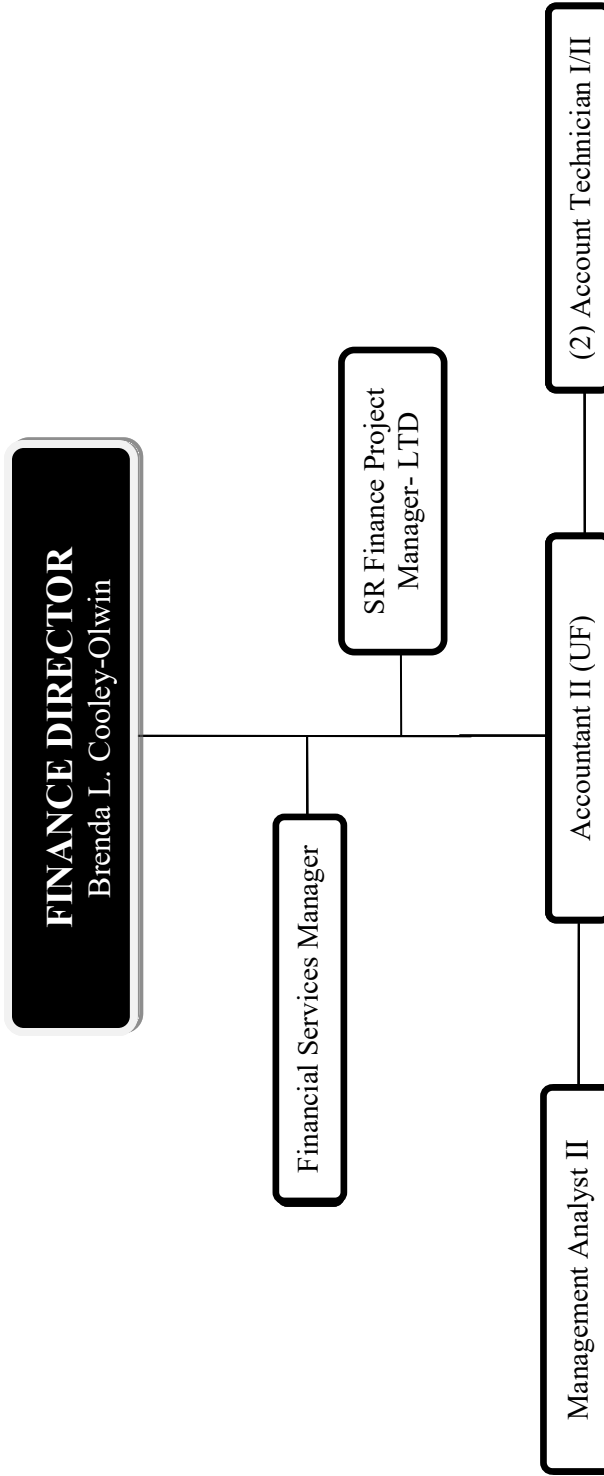 FINANCE DIRECTOR
Brenda L. Cooley-Olwin
Financial Services Manager
SR Finance Project
Manager- LTD
Management Analyst II
Accountant II (UF)
(2) Account Technician I/II